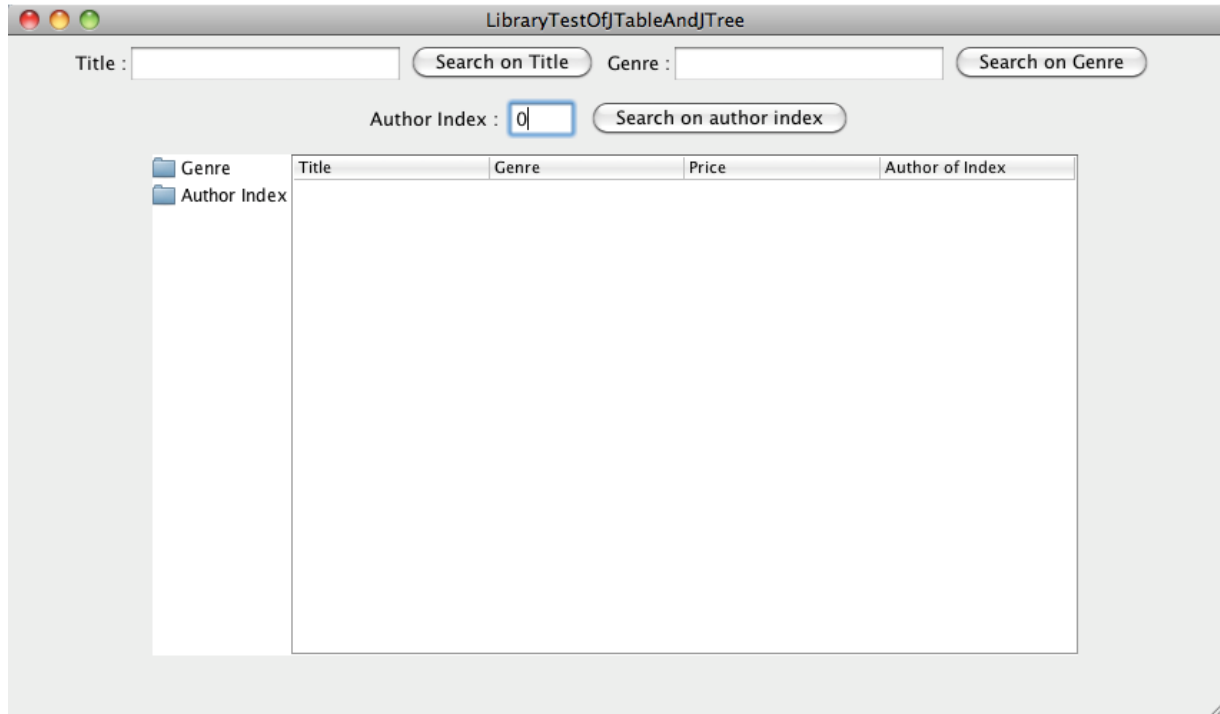 LibraryTestOfJTableAndJTree
Title : Search on Title Genre : Search on Genre
Author Index : 0 Search on author index
Genre Title Genre Price Author of Index
Author Index